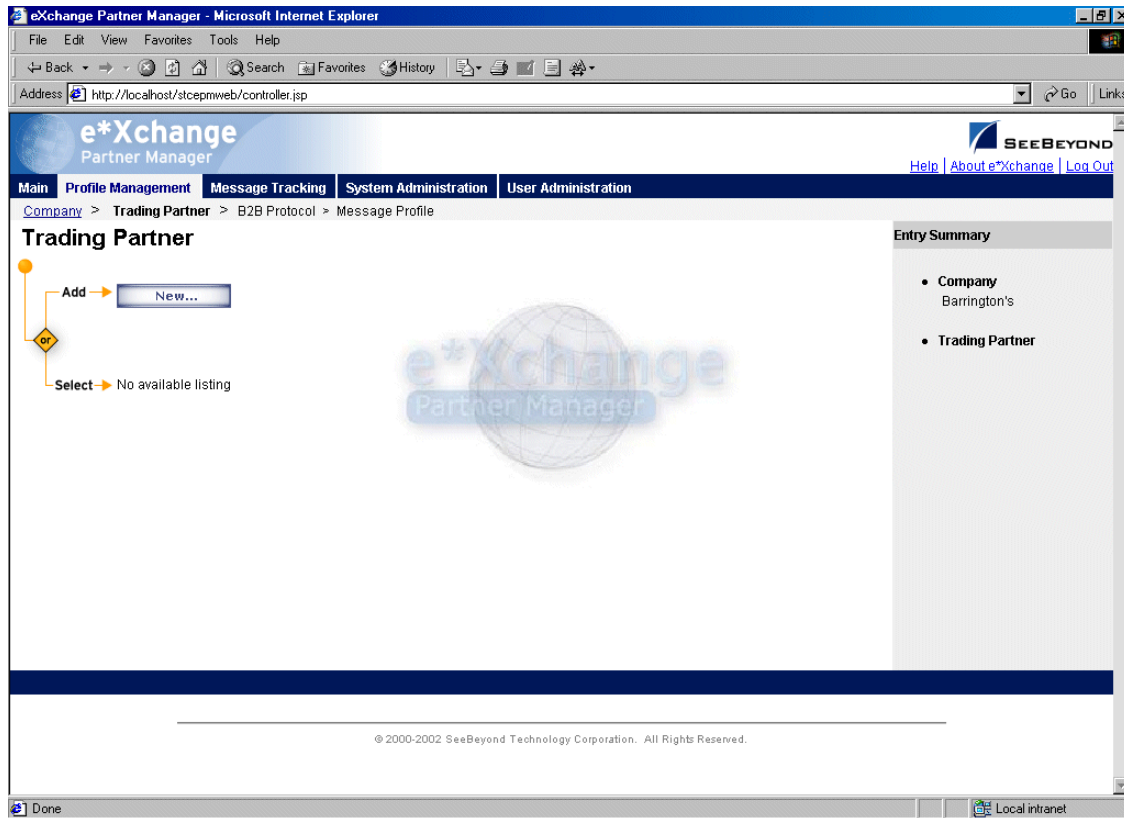 eXchange Partner Manager - Microsoft Internet Explorer
File Edit View Favorites Tools Help
Back Search Favorites History
Address http://localhost/stcepmweb/controller.jsp Go Links
e*Xchange
Partner Manager
SEEBEYOND
Help | About e*Xchange | Log Out
Main Profile Management Message Tracking System Administration User Administration
Company > Trading Partner > B2B Protocol > Message Profile
Trading Partner
Entry Summary
Add New...
• Company
Barrington's
or
• Trading Partner
e*Xchange
Select No available listing
Partner Manager
© 2000-2002 SeeBeyond Technology Corporation. All Rights Reserved.
Done Local intranet